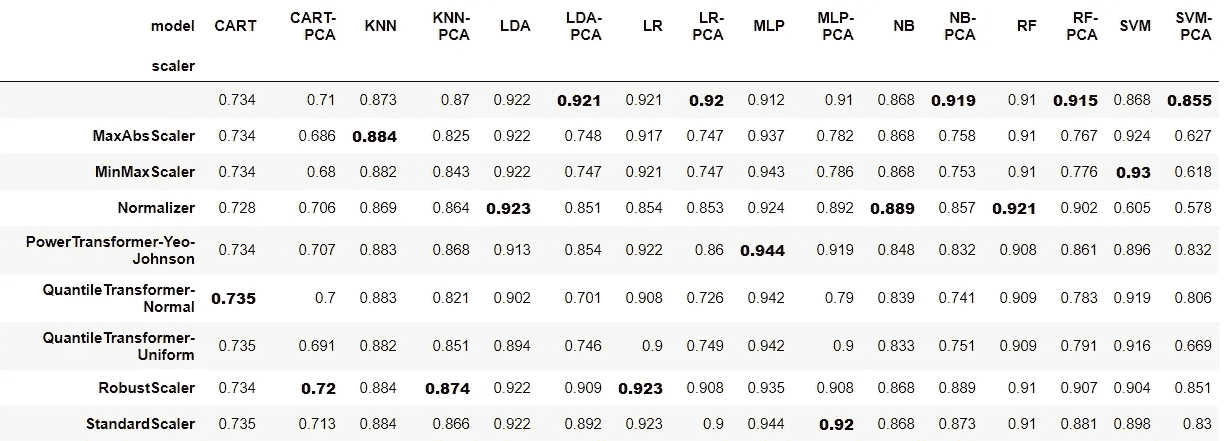 model CART CART-PCA KNN KNN-PCA LDA LDA-PCA LR LR-PCA MLP MLP-PCA NB NB-PCA RF RF-PCA SVM SVM-PCA
scaler
0.734 0.71 0.873 0.87 0.922 0.921 0.921 0.92 0.912 0.91 0.868 0.919 0.91 0.915 0.868 0.855
MaxAbsScaler 0.734 0.686 0.884 0.825 0.922 0.748 0.917 0.747 0.937 0.782 0.868 0.758 0.91 0.767 0.924 0.627
MinMaxScaler 0.734 0.68 0.882 0.843 0.922 0.747 0.921 0.747 0.943 0.786 0.868 0.753 0.91 0.776 0.93 0.618
Normalizer 0.728 0.706 0.869 0.864 0.923 0.851 0.854 0.853 0.924 0.892 0.889 0.857 0.921 0.902 0.605 0.578
PowerTransformer-Yeo-Johnson 0.734 0.707 0.883 0.868 0.913 0.854 0.922 0.86 0.944 0.919 0.848 0.832 0.908 0.861 0.896 0.832
QuantileTransformer-Normal 0.735 0.7 0.883 0.821 0.902 0.701 0.908 0.726 0.942 0.79 0.839 0.741 0.909 0.783 0.919 0.806
QuantileTransformer-Uniform 0.735 0.691 0.882 0.851 0.894 0.746 0.9 0.749 0.942 0.9 0.833 0.751 0.909 0.791 0.916 0.669
RobustScaler 0.734 0.72 0.884 0.874 0.922 0.909 0.923 0.908 0.935 0.908 0.868 0.889 0.91 0.907 0.904 0.851
StandardScaler 0.735 0.713 0.884 0.866 0.922 0.892 0.923 0.9 0.944 0.92 0.868 0.873 0.91 0.881 0.898 0.83